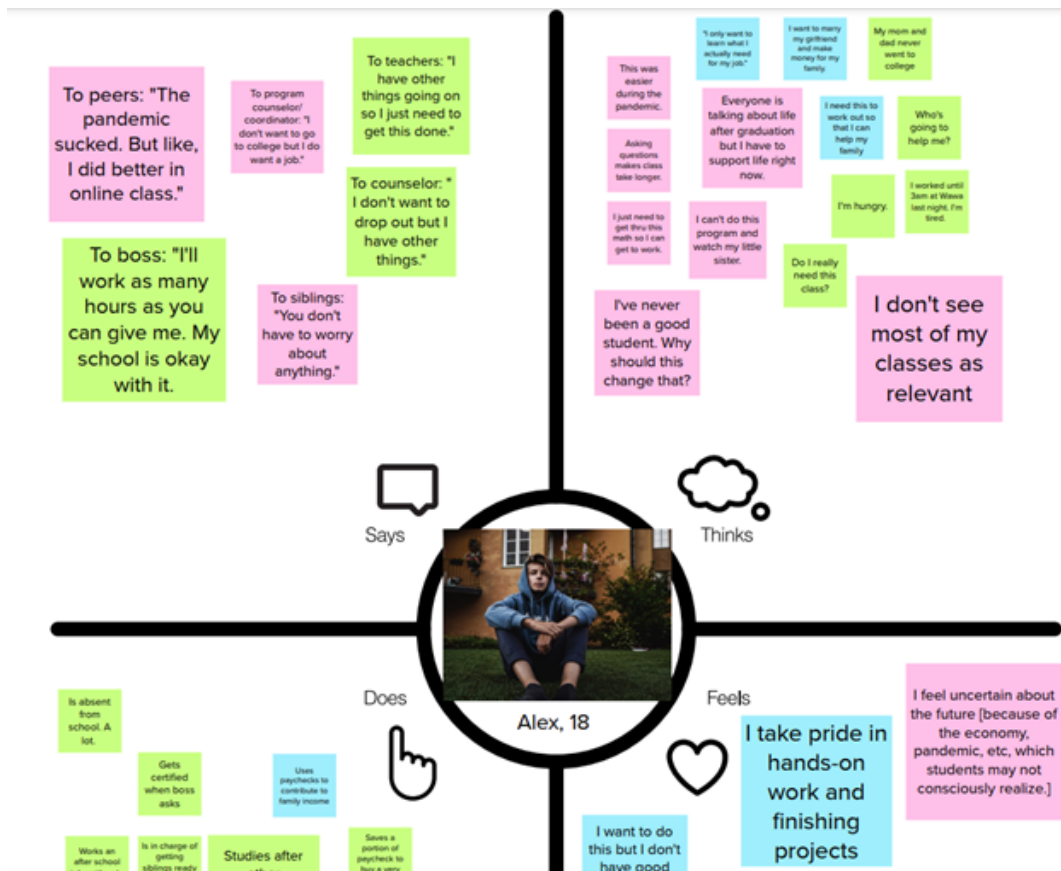 To peers: "The
pandemic
sucked. But like,
I did better in
online class."
To program
counselor/
coordinator: "I
don't want to go
to college but I do
want a job."
To teachers: "I
have other
things going on
so I just need to
get this done."
To counselor: "
I don't want to
drop out but I
have other
things."
To boss: "I'll
work as many
hours as you
can give me. My
school is okay
with it.
To siblings:
"You don't
have to worry
about
anything."
Says
"I only want to
learn what I
actually need
for my job."
I want to marry
my girlfriend
and make
money for my
family.
My mom and
dad never
went to
college
This was
easier
during the
pandemic.
Everyone is
talking about life
after graduation
but I have to
support life right
now.
I need this to
work out so
that I can
help my
family
Who's
going to
help me?
Asking
questions
makes class
take longer.
I'm hungry.
I worked until
3am at Wawa
last night. I'm
tired.
I just need to
get thru this
math so I can
get to work.
I can't do this
program and
watch my little
sister.
Do I really
need this
class?
I've never
been a good
student. Why
should this
change that?
I don't see
most of my
classes as
relevant
Thinks
Alex, 18
Does
Is absent
from
school. A
lot.
Gets
certified
when boss
asks
Uses
paychecks to
contribute to
family income
Works an
after school
Is in charge of
getting
siblings ready
Studies after
Saves a
portion of
paycheck to
Feels
I take pride in
hands-on
work and
finishing
projects
I feel uncertain about
the future [because of
the economy,
pandemic, etc, which
students may not
consciously realize.]
I want to do
this but I don't
have good